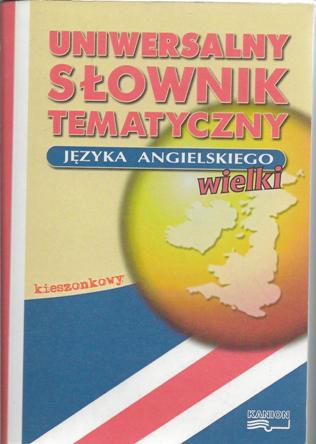 UNIWERSALNY
SŁOWNIK
TEMATYCZNY
JĘZYKA ANGIELSKIEGO
wielki
kieszonkowy
KANION